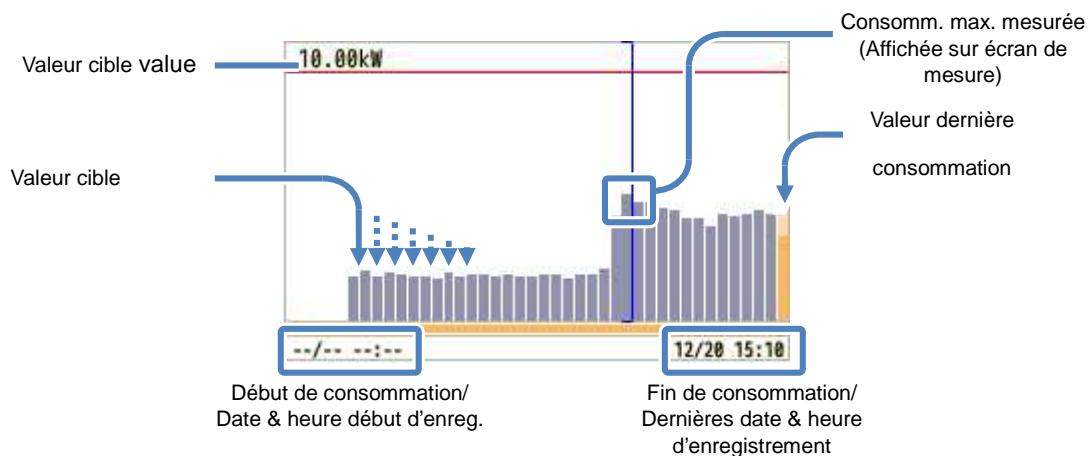 Consomm. max. mesurée
(Affichée sur écran de
mesure)
Valeur cible value
10.00kW
Valeur dernière
consommation
Valeur cible
--/-- --:--
12/20 15:10
Début de consommation/
Date & heure début d'enreg.
Fin de consommation/
Dernières date & heure
d'enregistrement